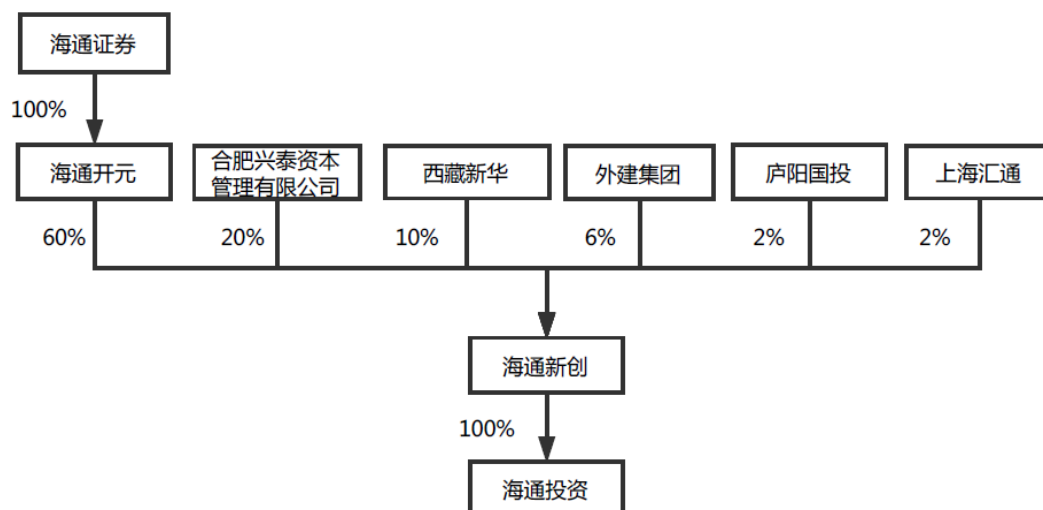 海通证券
100%
海通开元
合肥兴泰资本
管理有限公司
西藏新华
外建集团
庐阳国投
上海汇通
60%
20%
10%
6%
2%
2%
海通新创
100%
海通投资